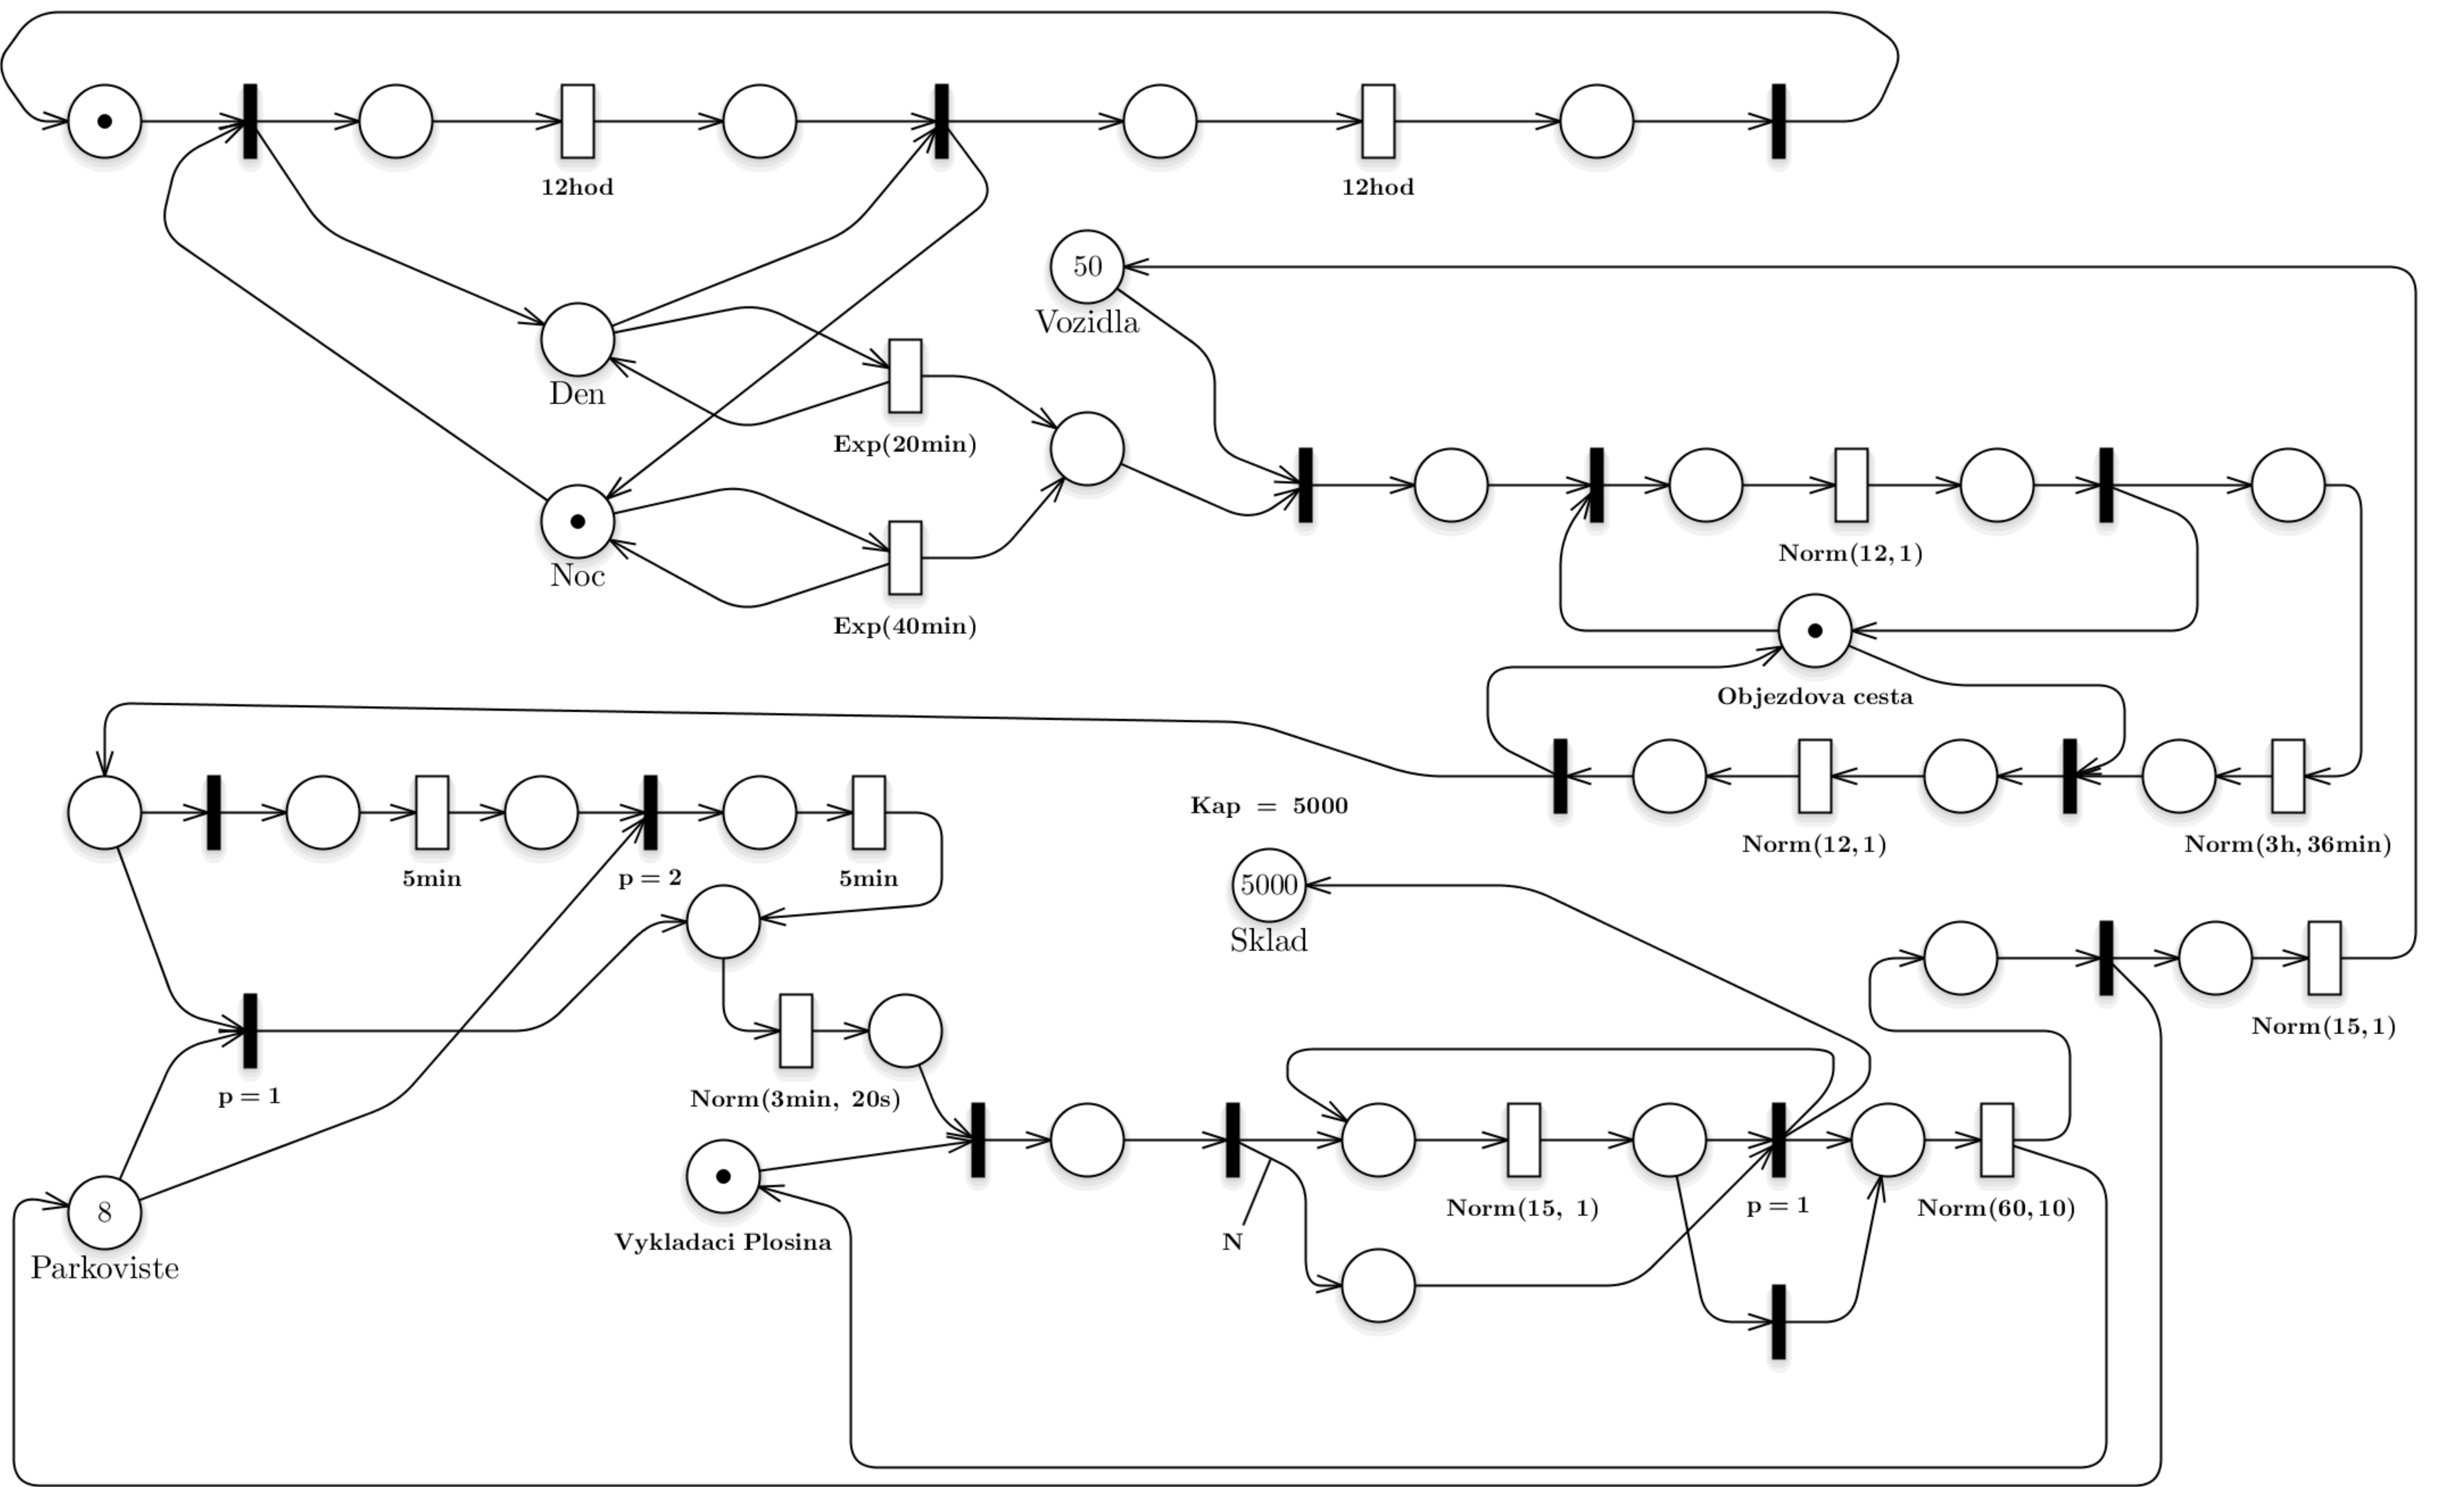 12hod
12hod
50
Vozidla
Den
Exp(20min)
Norm(12,1)
Noc
Exp(40min)
Objezdova cesta
Kap = 5000
Norm(12,1)
Norm(3h,36min)
5min
p = 2
5min
5000
Sklad
Norm(15,1)
p = 1
Norm(3min, 20s)
8
Parkoviste
Vykladaci Plosina
N
Norm(15, 1)
p = 1
Norm(60,10)